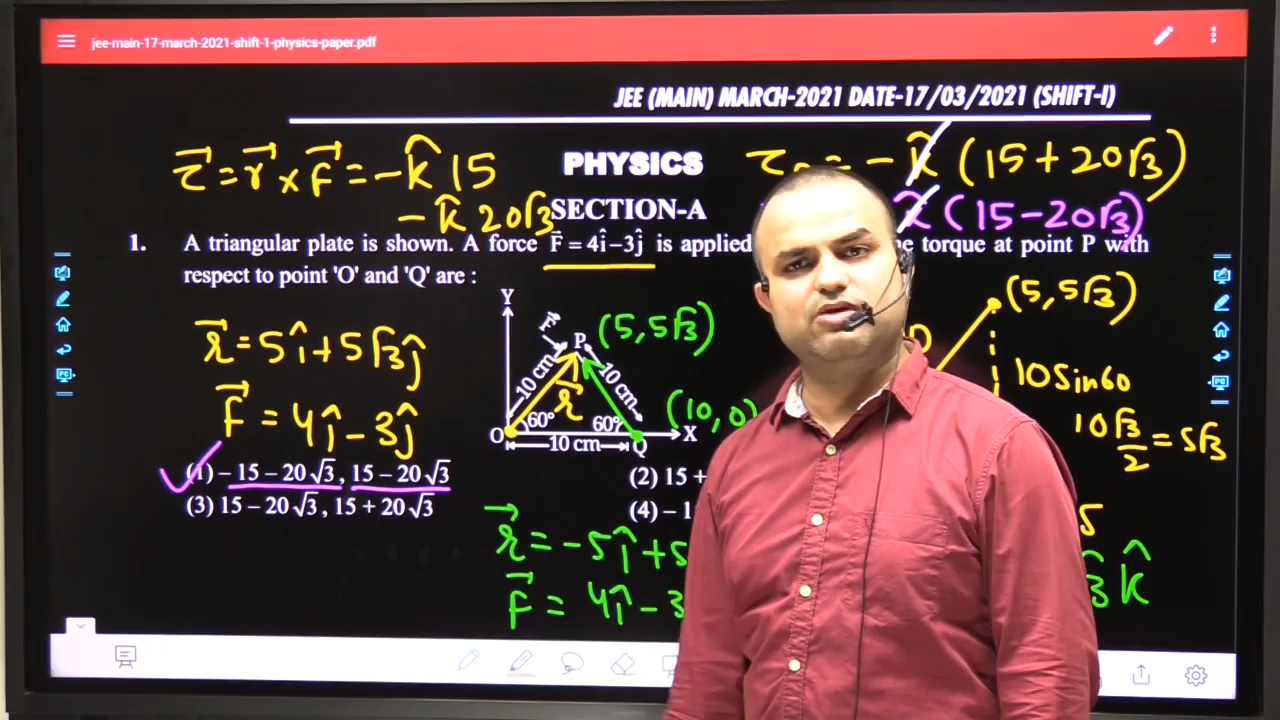 jee-main-17-march-2021-shift-1-physics-paper.pdf
JEE (MAIN) MARCH-2021 DATE-17/03/2021 (SHIFT-I)
τ⃗ = r⃗ × F⃗ = -k̂ 15
- k̂ 20√3
PHYSICS
= - k̂ (15 + 20√3)
(15 - 20√3)
SECTION-A
1. A triangular plate is shown. A force F⃗ = 4î - 3ĵ is applied torque at point P with
respect to point 'O' and 'Q' are :
r⃗ = 5î + 5√3ĵ
F⃗ = 4î - 3ĵ
Y
F⃗
P
(5, 5√3)
10 cm
10 cm
r⃗
60°
60°
(10, 0)
O
10 cm
Q
X
(5, 5√3)
10 Sin60
10 √3/2 = 5√3
(1) – 15 – 20√3 , 15 – 20√3
(2) 15 +
(3) 15 – 20√3 , 15 + 20√3
(4) – 1
r⃗ = -5î + 5
F⃗ = 4î - 3
5
3 k̂